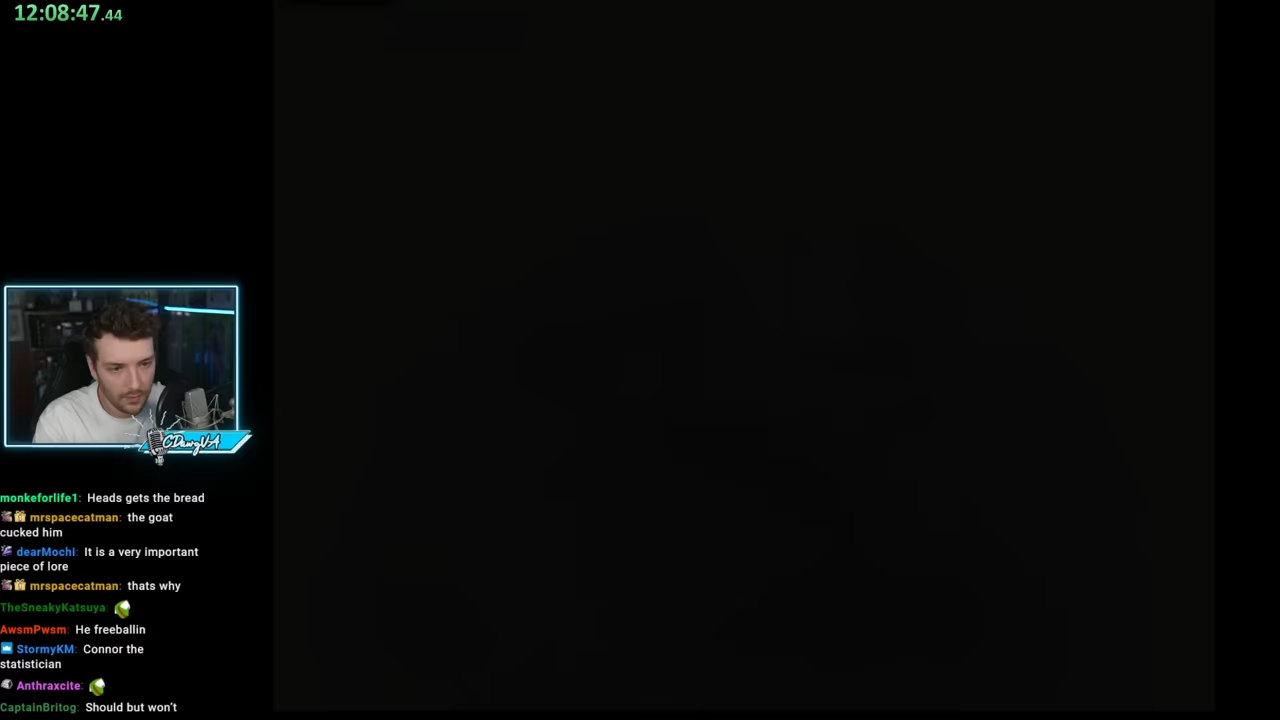 12:08:47.44
CDawgVA
monkeforlife1: Heads gets the bread
mrspacecatman: the goat
cucked him
dearMochi: It is a very important
piece of lore
mrspacecatman: thats why
TheSneakyKatsuya:
AwsmPwsm: He freeballin
StormyKM: Connor the
statistician
Anthraxcite:
CaptainBritog: Should but won't